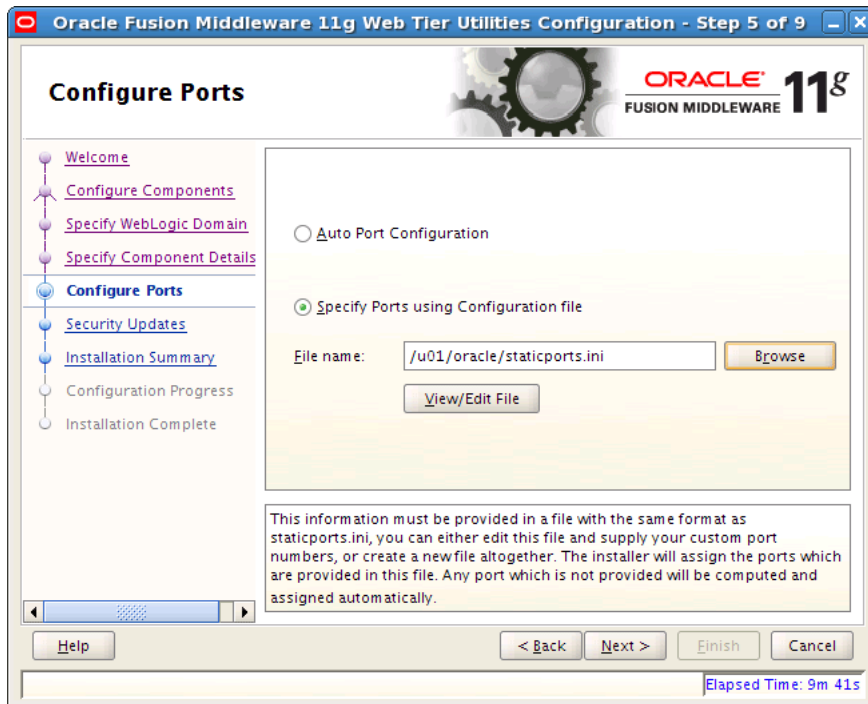 Oracle Fusion Middleware 11g Web Tier Utilities Configuration - Step 5 of 9
Configure Ports
ORACLE
FUSION MIDDLEWARE 11g
Welcome
Configure Components
Specify WebLogic Domain
Specify Component Details
Configure Ports
Security Updates
Installation Summary
Configuration Progress
Installation Complete
Auto Port Configuration
Specify Ports using Configuration file
File name: /u01/oracle/staticports.ini Browse
View/Edit File
This information must be provided in a file with the same format as
staticports.ini, you can either edit this file and supply your custom port
numbers, or create a new file altogether. The installer will assign the ports which
are provided in this file. Any port which is not provided will be computed and
assigned automatically.
Help < Back Next > Finish Cancel
Elapsed Time: 9m 41s